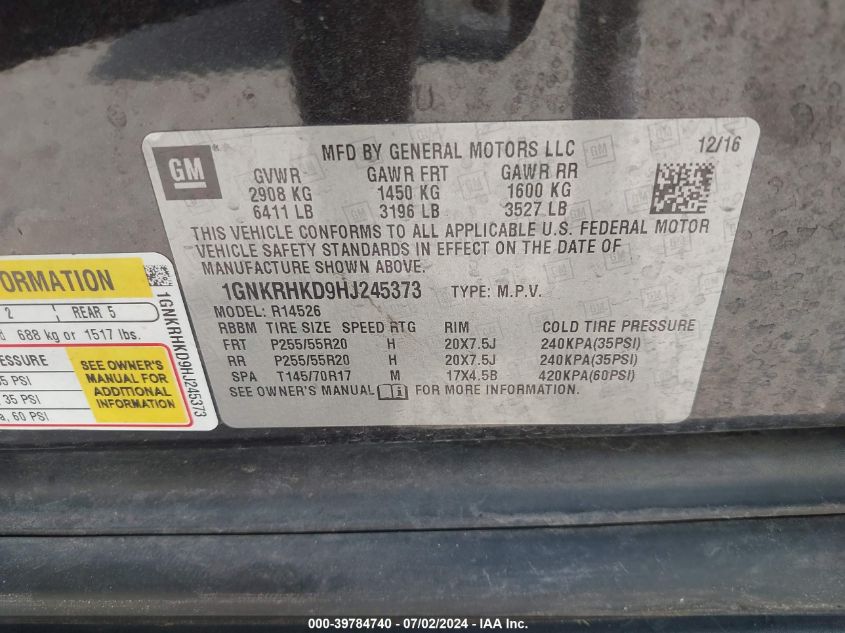 GM
MFD BY GENERAL MOTORS LLC
12/16
GVWR GAWR FRT GAWR RR
2908 KG 1450 KG 1600 KG
6411 LB 3196 LB 3527 LB
THIS VEHICLE CONFORMS TO ALL APPLICABLE U.S. FEDERAL MOTOR
VEHICLE SAFETY STANDARDS IN EFFECT ON THE DATE OF
MANUFACTURE SHOWN ABOVE.
1GNKRHKD9HJ245373 TYPE: M.P.V.
MODEL: R14526
RBBM TIRE SIZE SPEED RTG RIM COLD TIRE PRESSURE
FRT P255/55R20 H 20X7.5J 240KPA(35PSI)
RR P255/55R20 H 20X7.5J 240KPA(35PSI)
SPA T145/70R17 M 17X4.5B 420KPA(60PSI)
SEE OWNER'S MANUAL i FOR MORE INFORMATION.
FORMATION
2 REAR 5
688 kg or 1517 lbs.
SEE OWNER'S
MANUAL FOR
ADDITIONAL
INFORMATION
35 PSI
, 60 PSI
1GNKRHKD9HJ245373
000-39784740 - 07/02/2024 - IAA Inc.